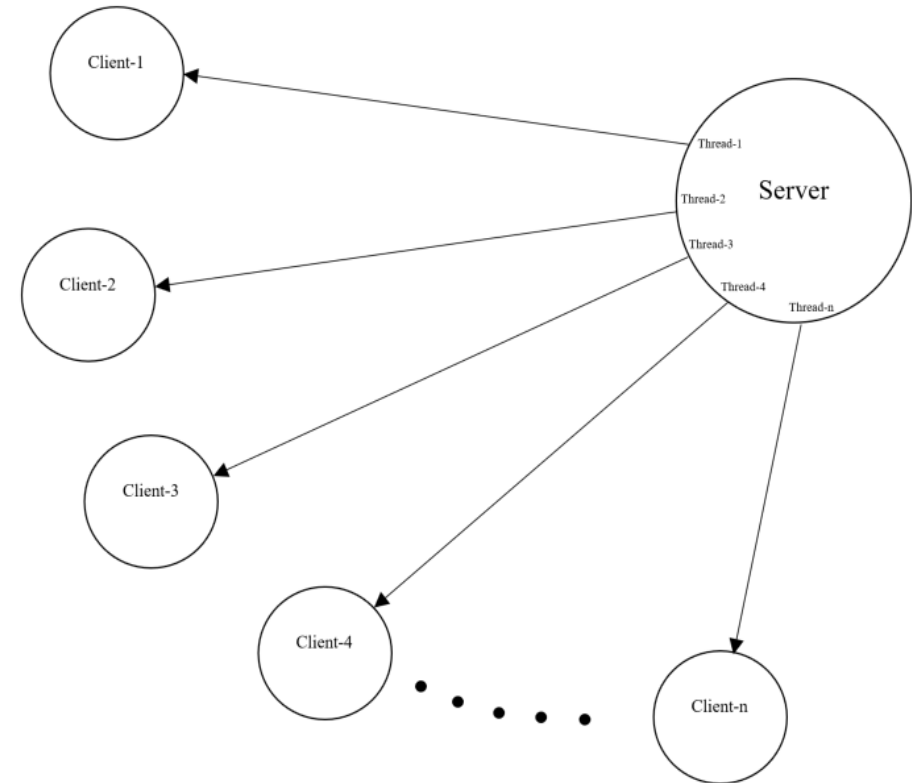 Client-1
Thread-1
Server
Thread-2
Thread-3
Client-2
Thread-4
Thread-n
Client-3
Client-4
Client-n